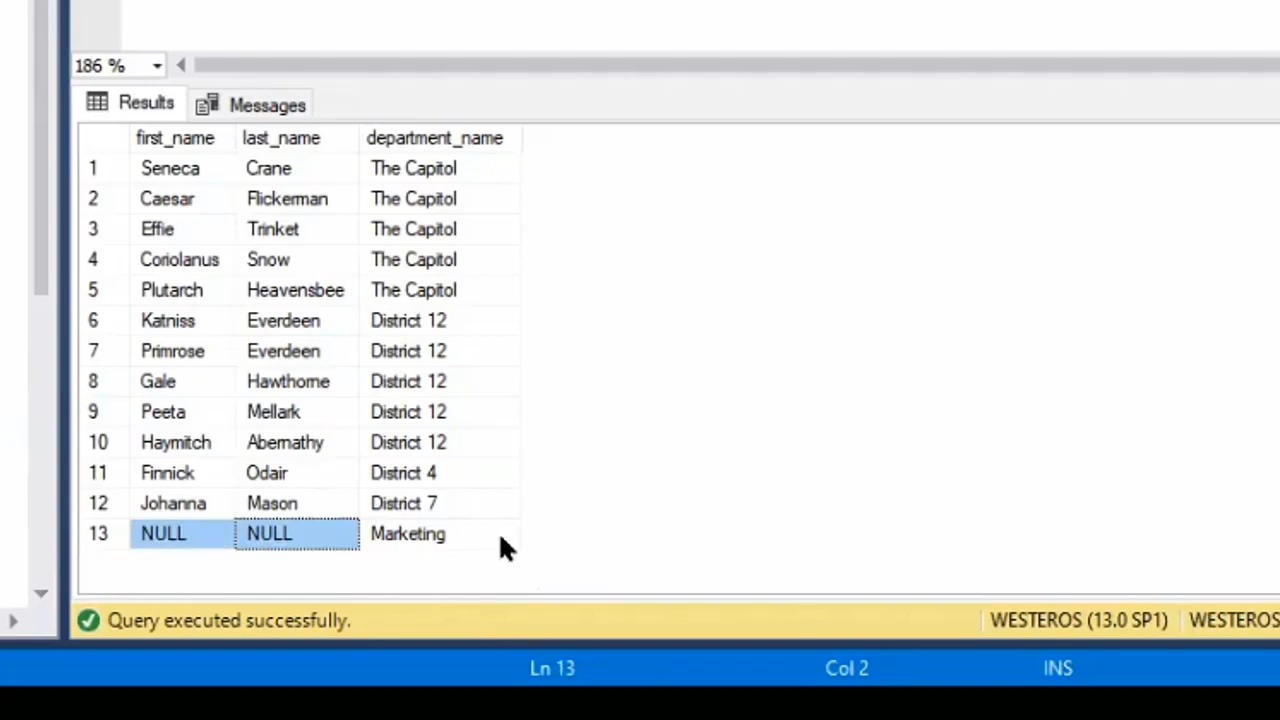 186 %
Results Messages
first_name last_name department_name
1 Seneca Crane The Capitol
2 Caesar Flickerman The Capitol
3 Effie Trinket The Capitol
4 Coriolanus Snow The Capitol
5 Plutarch Heavensbee The Capitol
6 Katniss Everdeen District 12
7 Primrose Everdeen District 12
8 Gale Hawthorne District 12
9 Peeta Mellark District 12
10 Haymitch Abernathy District 12
11 Finnick Odair District 4
12 Johanna Mason District 7
13 NULL NULL Marketing
Query executed successfully. WESTEROS (13.0 SP1) WESTEROS
Ln 13 Col 2 INS